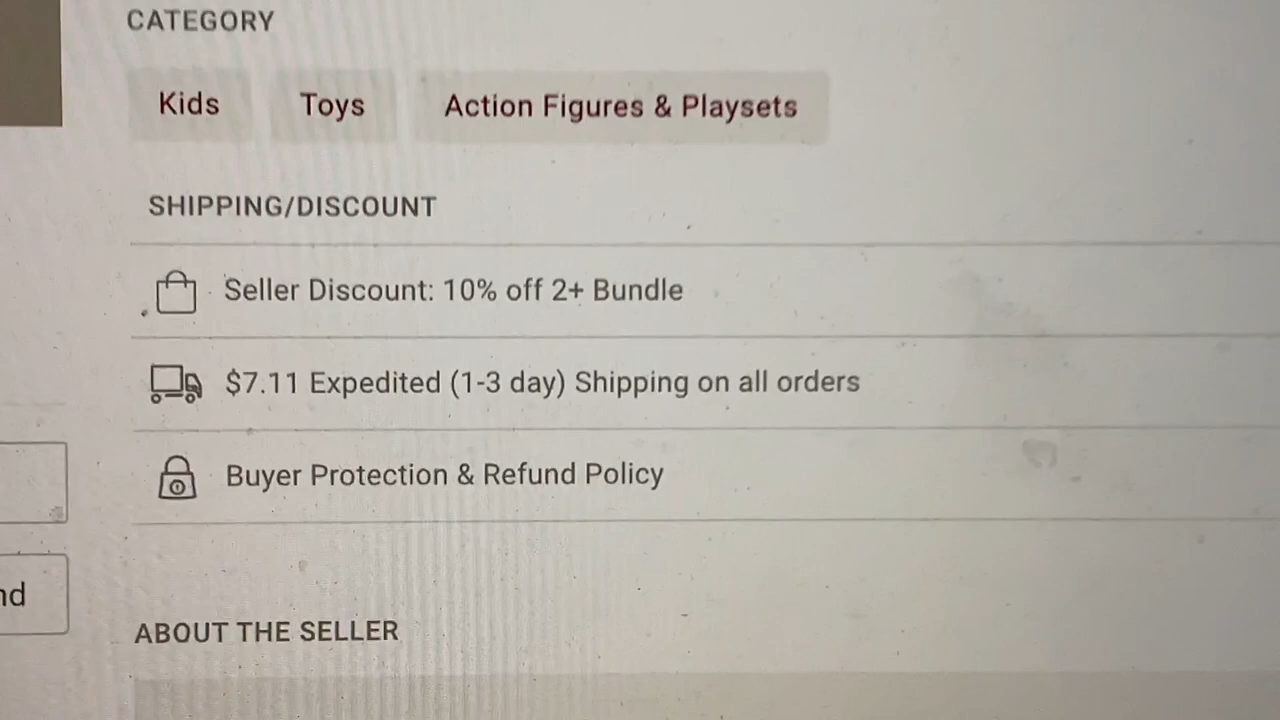 CATEGORY
Kids Toys Action Figures & Playsets
SHIPPING/DISCOUNT
Seller Discount: 10% off 2+ Bundle
$7.11 Expedited (1-3 day) Shipping on all orders
Buyer Protection & Refund Policy
nd
ABOUT THE SELLER